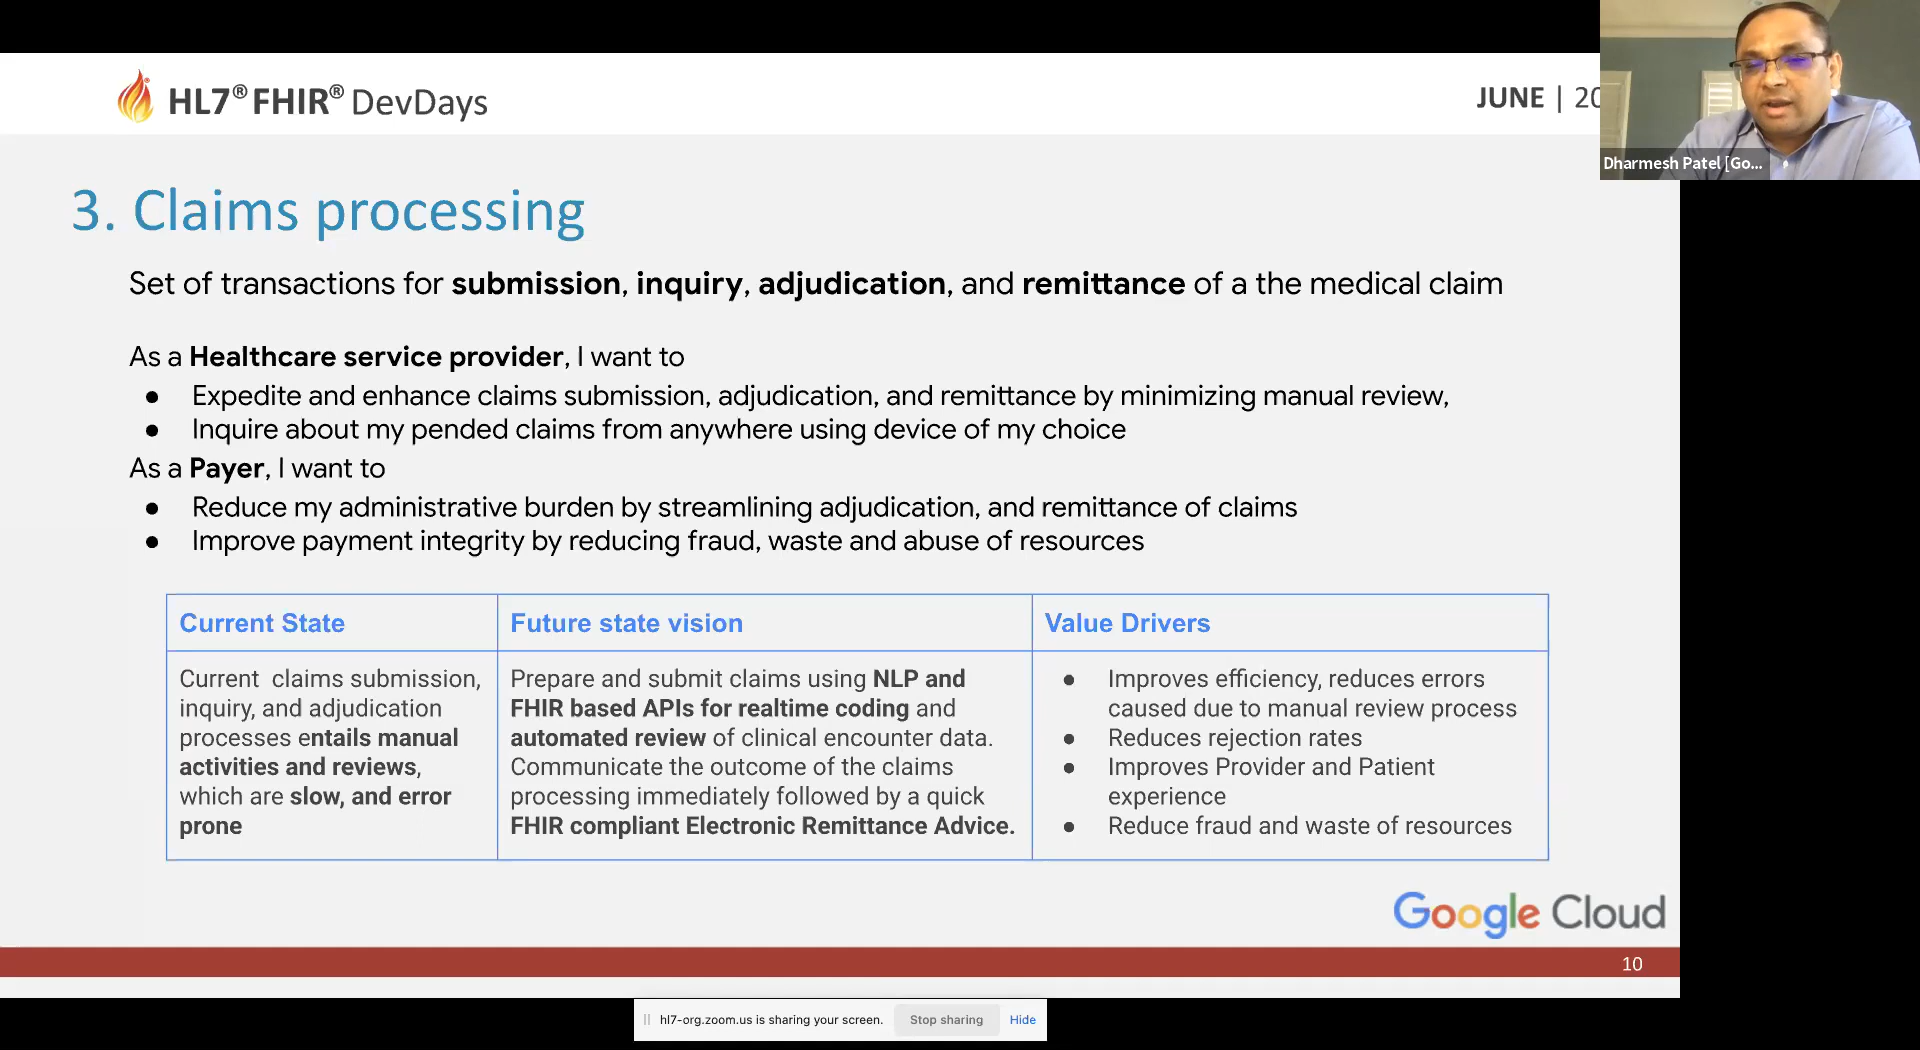 HL7® FHIR® DevDays
JUNE | 20
Dharmesh Patel [Go...
3. Claims processing
Set of transactions for submission, inquiry, adjudication, and remittance of a the medical claim
As a Healthcare service provider, I want to
● Expedite and enhance claims submission, adjudication, and remittance by minimizing manual review,
● Inquire about my pended claims from anywhere using device of my choice
As a Payer, I want to
● Reduce my administrative burden by streamlining adjudication, and remittance of claims
● Improve payment integrity by reducing fraud, waste and abuse of resources
Current State
Current claims submission,
inquiry, and adjudication
processes entails manual
activities and reviews,
which are slow, and error
prone
Future state vision
Prepare and submit claims using NLP and
FHIR based APIs for realtime coding and
automated review of clinical encounter data.
Communicate the outcome of the claims
processing immediately followed by a quick
FHIR compliant Electronic Remittance Advice.
Value Drivers
● Improves efficiency, reduces errors
caused due to manual review process
● Reduces rejection rates
● Improves Provider and Patient
experience
● Reduce fraud and waste of resources
Google Cloud
10
hl7-org.zoom.us is sharing your screen. Stop sharing Hide